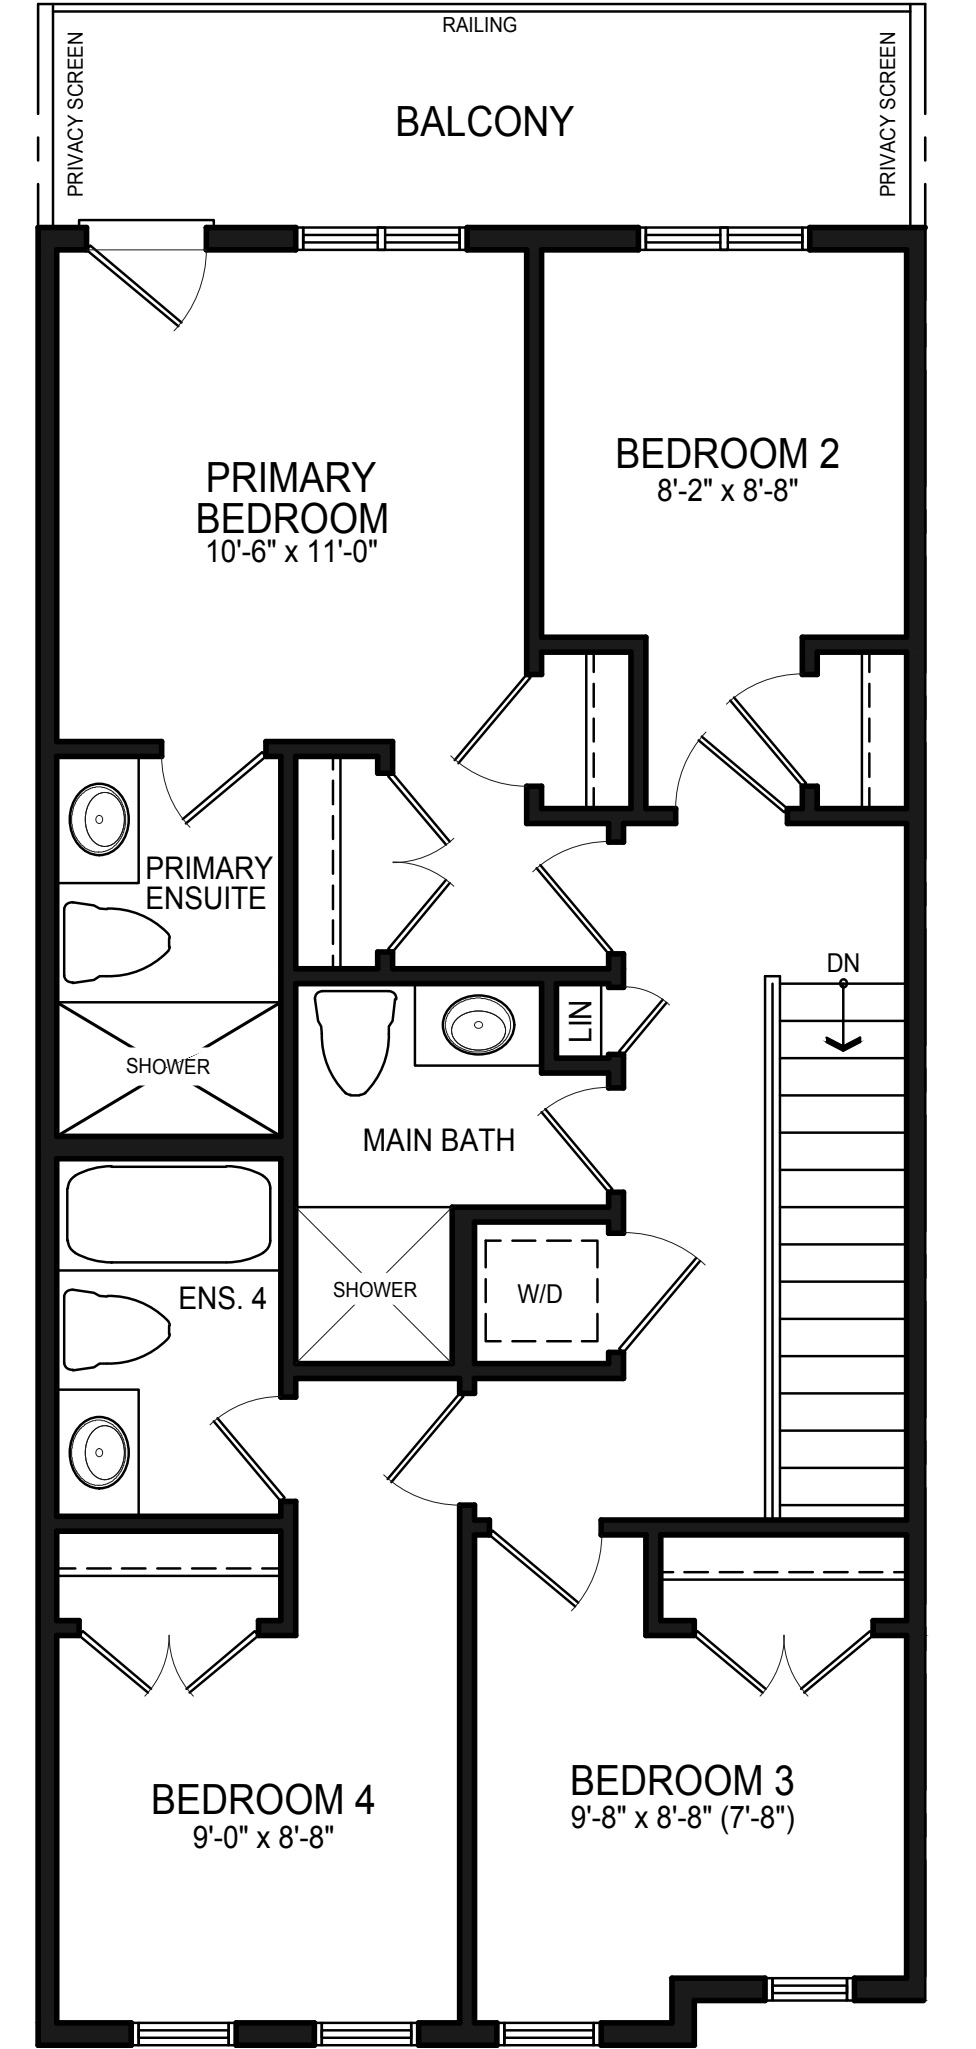 RAILING
PRIVACY SCREEN
PRIVACY SCREEN
BALCONY
BEDROOM 2
8'-2" x 8'-8"
PRIMARY
BEDROOM
10'-6" x 11'-0"
PRIMARY
ENSUITE
DN
LIN
SHOWER
MAIN BATH
ENS. 4
SHOWER
W/D
BEDROOM 3
9'-8" x 8'-8" (7'-8")
BEDROOM 4
9'-0" x 8'-8"